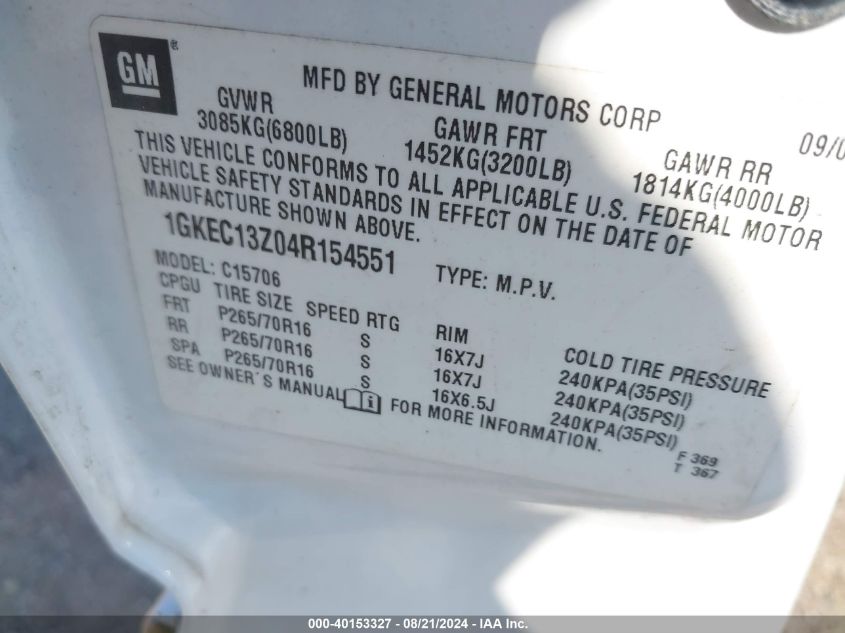 GM ®
MFD BY GENERAL MOTORS CORP 09/0
GVWR GAWR FRT GAWR RR
3085KG(6800LB) 1452KG(3200LB) 1814KG(4000LB)
THIS VEHICLE CONFORMS TO ALL APPLICABLE U.S. FEDERAL MOTOR
VEHICLE SAFETY STANDARDS IN EFFECT ON THE DATE OF
MANUFACTURE SHOWN ABOVE.
1GKEC13Z04R154551 TYPE: M.P.V.
MODEL: C15706
CPGU TIRE SIZE SPEED RTG RIM COLD TIRE PRESSURE
FRT P265/70R16 S 16X7J 240KPA(35PSI)
RR P265/70R16 S 16X7J 240KPA(35PSI)
SPA P265/70R16 S 16X6.5J 240KPA(35PSI)
SEE OWNER'S MANUAL i FOR MORE INFORMATION.
F 369
T 367
000-40153327 - 08/21/2024 - IAA Inc.